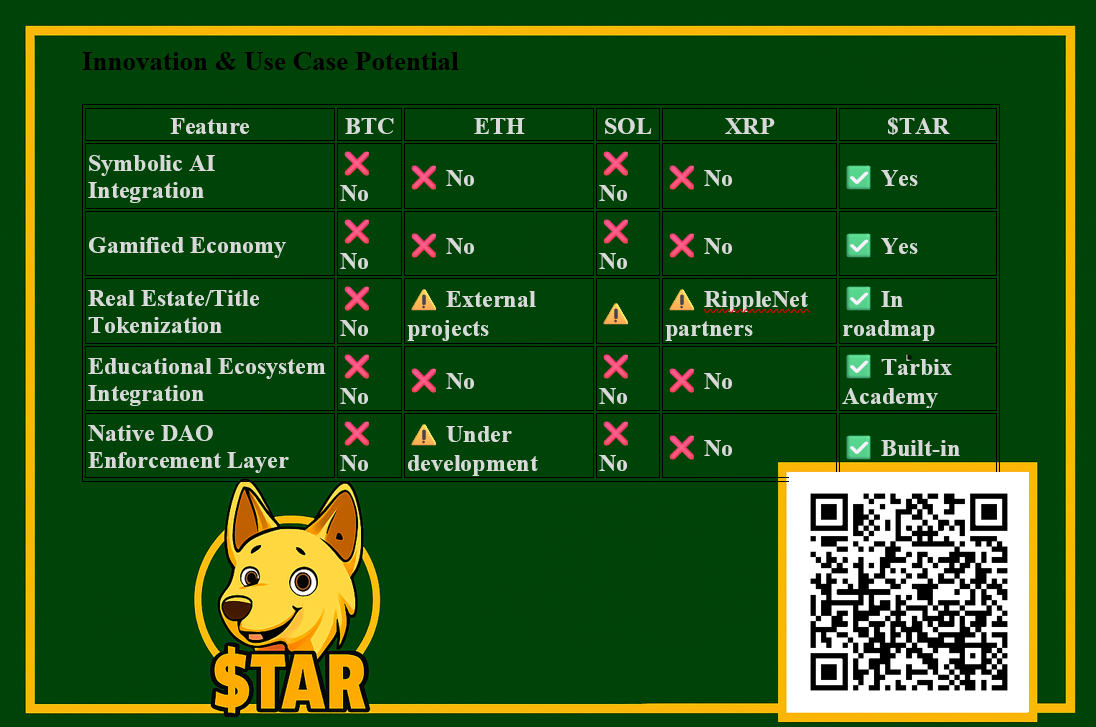 Innovation & Use Case Potential
Feature BTC ETH SOL XRP $TAR
Symbolic AI Integration ❌ No ❌ No ❌ No ❌ No ✅ Yes
Gamified Economy ❌ No ❌ No ❌ No ❌ No ✅ Yes
Real Estate/Title Tokenization ❌ No ⚠️ External projects ⚠️ ⚠️ RippleNet partners ✅ In roadmap
Educational Ecosystem Integration ❌ No ❌ No ❌ No ❌ No ✅ Tarbix Academy
Native DAO Enforcement Layer ❌ No ⚠️ Under development ❌ No ❌ No ✅ Built-in
$TAR